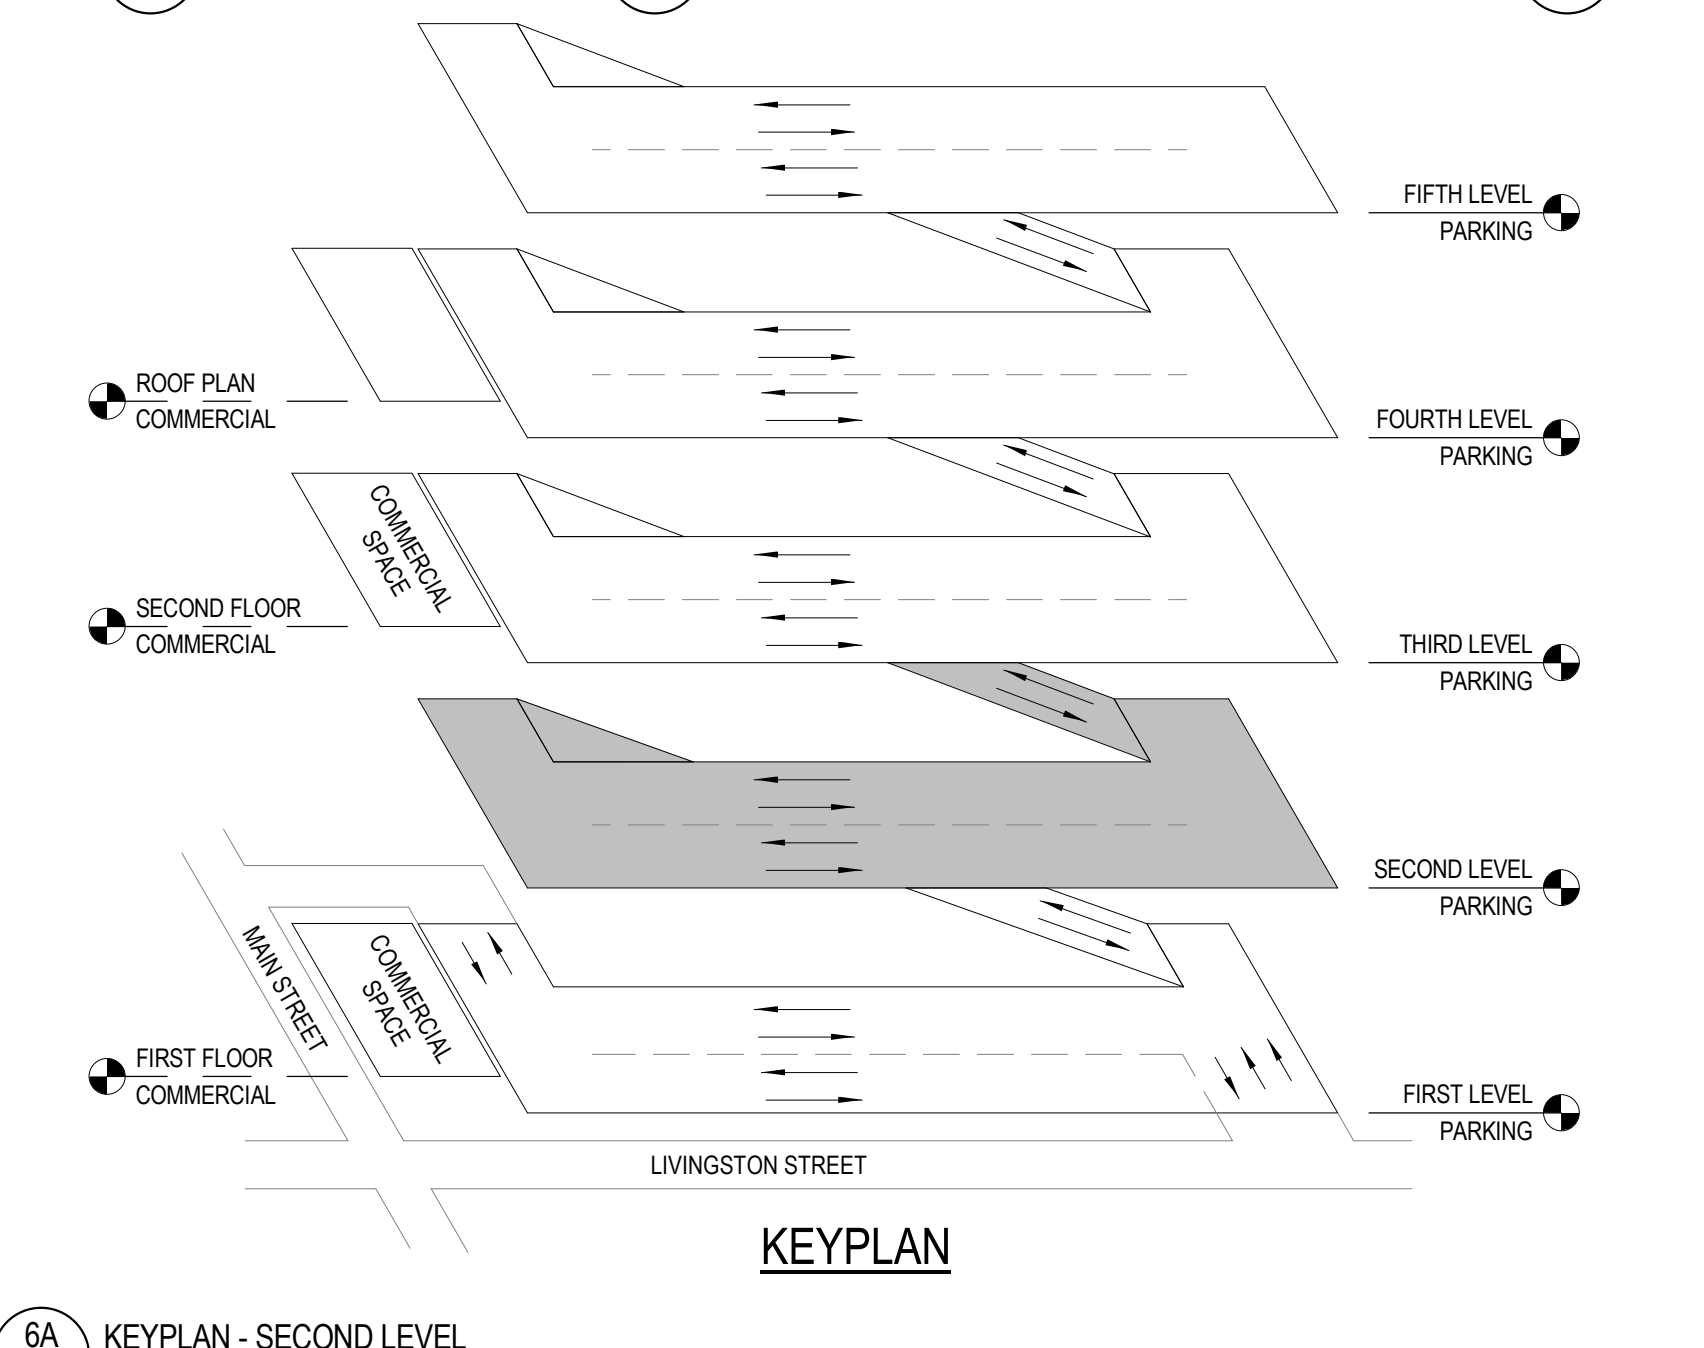 FIFTH LEVEL
PARKING
ROOF PLAN
COMMERCIAL
FOURTH LEVEL
PARKING
COMMERCIAL
SPACE
SECOND FLOOR
COMMERCIAL
THIRD LEVEL
PARKING
SECOND LEVEL
PARKING
MAIN STREET
COMMERCIAL
SPACE
FIRST FLOOR
COMMERCIAL
FIRST LEVEL
PARKING
LIVINGSTON STREET
KEYPLAN
6A
KEYPLAN - SECOND LEVEL